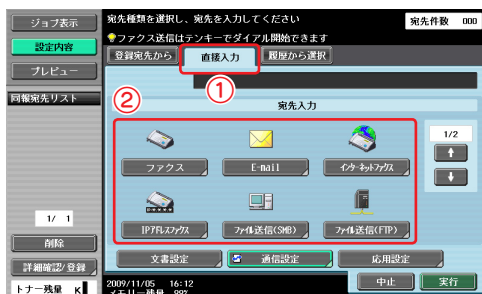 ジョブ表示
宛先種類を選択し、宛先を入力してください
宛先件数 000
ファクス送信はテンキーでダイアル開始できます
設定内容
登録宛先から
直接入力
履歴から選択
プレビュー
同報宛先リスト
①
②
宛先入力
ファクス
E-mail
インターネットファクス
1/2
IPアドレスファクス
ファイル送信(SMB)
ファイル送信(FTP)
1/ 1
削除
文書設定
通信設定
応用設定
詳細確認/登録
2009/11/05 16:12
中止
実行
トナー残量 K
メモリー残量 99%